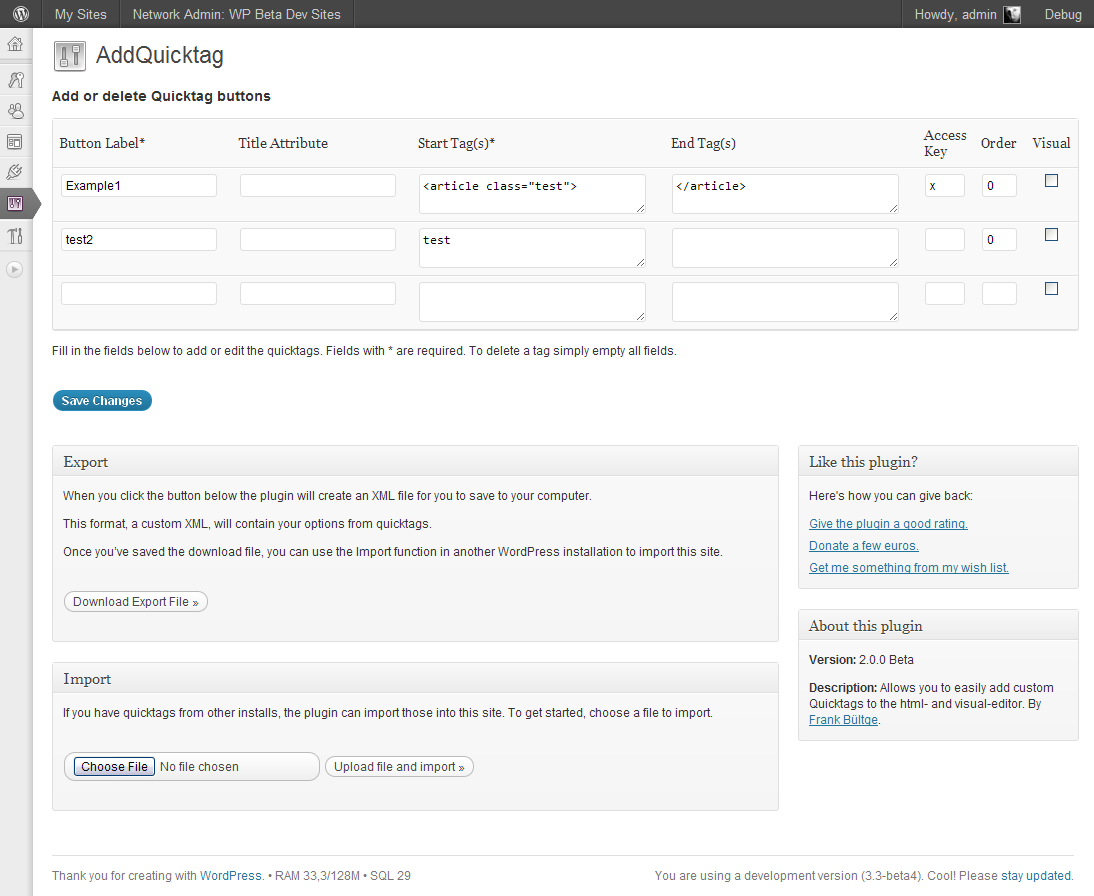 My Sites Network Admin: WP Beta Dev Sites Howdy, admin Debug
AddQuicktag
Add or delete Quicktag buttons
Button Label* Title Attribute Start Tag(s)* End Tag(s) Access Key Order Visual
Example1 <article class="test"> </article> x 0
test2 test 0
Fill in the fields below to add or edit the quicktags. Fields with * are required. To delete a tag simply empty all fields.
Save Changes
Export
When you click the button below the plugin will create an XML file for you to save to your computer.
This format, a custom XML, will contain your options from quicktags.
Once you've saved the download file, you can use the Import function in another WordPress installation to import this site.
Download Export File »
Import
If you have quicktags from other installs, the plugin can import those into this site. To get started, choose a file to import.
Choose File No file chosen Upload file and import »
Like this plugin?
Here's how you can give back:
Give the plugin a good rating.
Donate a few euros.
Get me something from my wish list.
About this plugin
Version: 2.0.0 Beta
Description: Allows you to easily add custom
Quicktags to the html- and visual-editor. By
Frank Bültge.
Thank you for creating with WordPress. • RAM 33,3/128M • SQL 29
You are using a development version (3.3-beta4). Cool! Please stay updated.